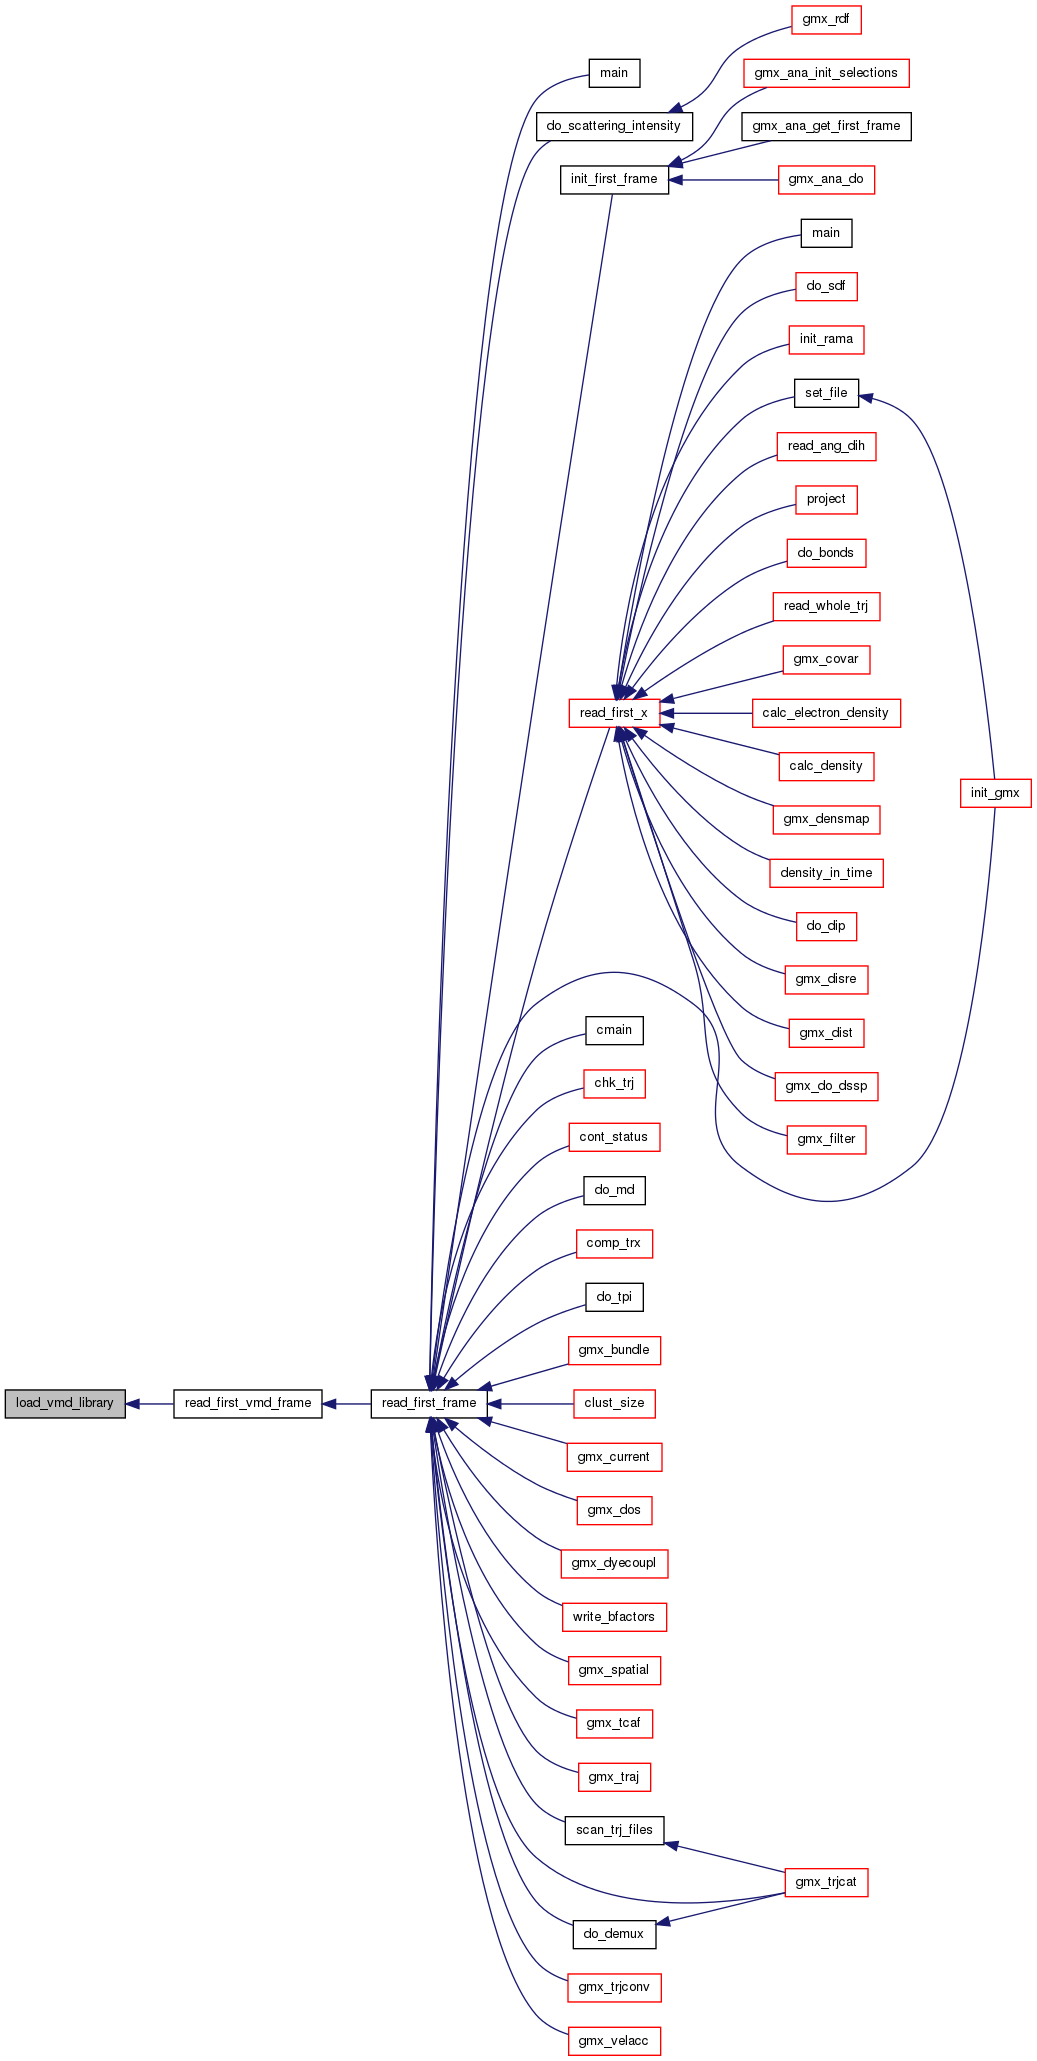 gmx_rdf
main
gmx_ana_init_selections
do_scattering_intensity
gmx_ana_get_first_frame
init_first_frame
gmx_ana_do
main
do_sdf
init_rama
set_file
read_ang_dih
project
do_bonds
read_whole_trj
gmx_covar
read_first_x
calc_electron_density
calc_density
init_gmx
gmx_densmap
density_in_time
do_dip
gmx_disre
cmain
gmx_dist
chk_trj
gmx_do_dssp
cont_status
gmx_filter
do_md
comp_trx
do_tpi
gmx_bundle
load_vmd_library
read_first_vmd_frame
read_first_frame
clust_size
gmx_current
gmx_dos
gmx_dyecoupl
write_bfactors
gmx_spatial
gmx_tcaf
gmx_traj
scan_trj_files
gmx_trjcat
do_demux
gmx_trjconv
gmx_velacc